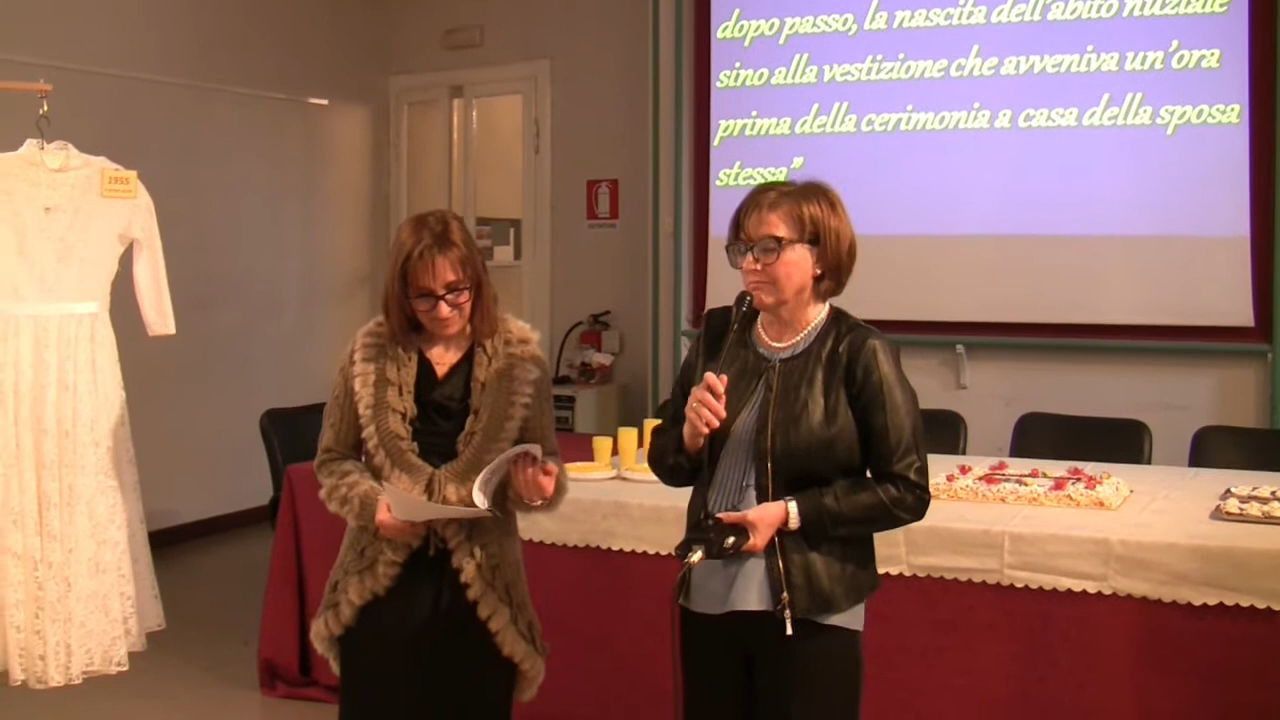 dopo passo, la nascita dell'abito nuziale
sino alla vestizione che avveniva un'ora
prima della cerimonia a casa della sposa
stessa”
1955